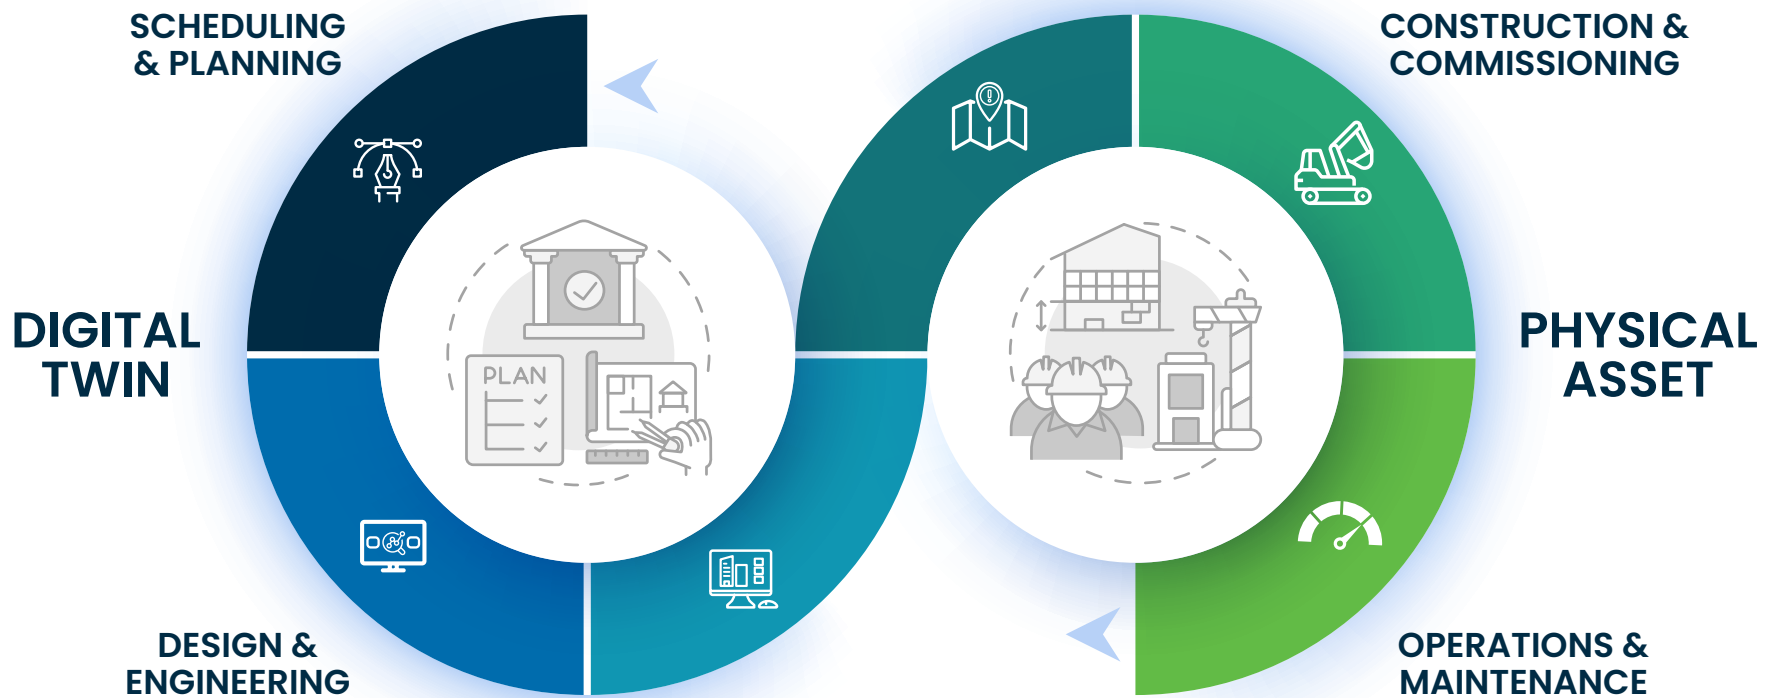 SCHEDULING
& PLANNING
CONSTRUCTION &
COMMISSIONING
DIGITAL
TWIN
PLAN
PHYSICAL
ASSET
DESIGN &
ENGINEERING
OPERATIONS &
MAINTENANCE